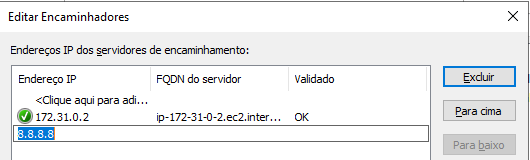 Editar Encaminhadores
Endereços IP dos servidores de encaminhamento:
Endereço IP FQDN do servidor Validado
<Clique aqui para adi...
172.31.0.2 ip-172-31-0-2.ec2.inter... OK
8.8.8.8
Excluir
Para cima
Para baixo